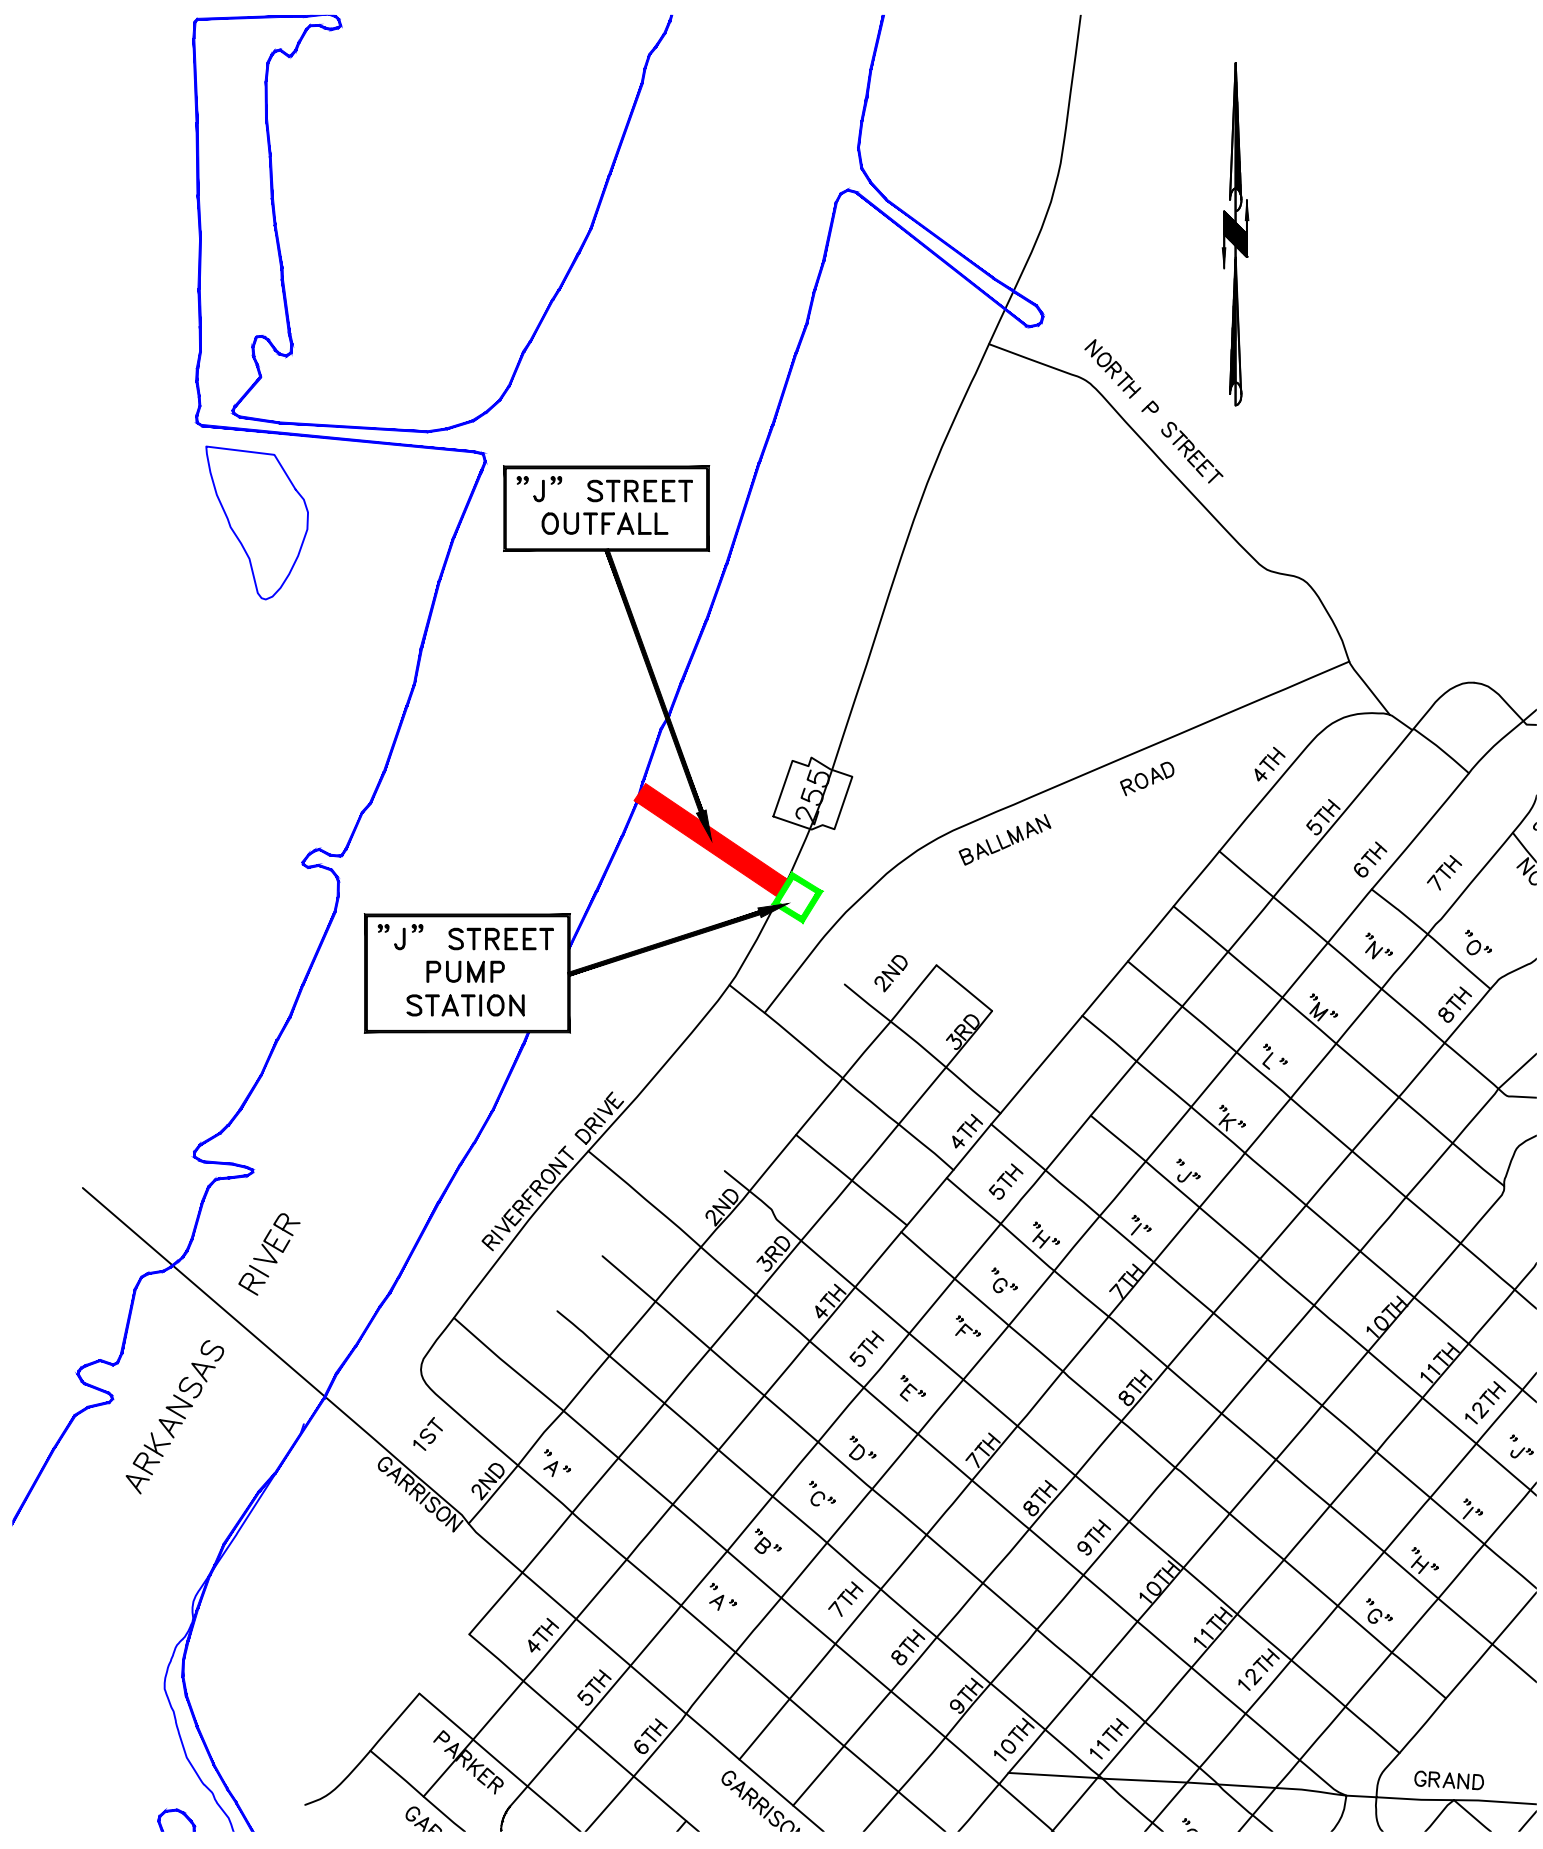 NORTH P STREET
"J" STREET
OUTFALL
255
BALLMAN
ROAD
4TH
5TH
6TH
7TH
"J" STREET
PUMP
STATION
"N"
"O"
8TH
2ND
3RD
"M"
"L"
"K"
"J"
4TH
5TH
"I"
"H"
"G"
7TH
"F"
RIVERFRONT DRIVE
2ND
3RD
4TH
5TH
"E"
8TH
10TH
11TH
12TH
"J"
"I"
"H"
"G"
ARKANSAS
RIVER
1ST
GARRISON
2ND
"A"
"D"
"C"
"B"
"A"
7TH
8TH
9TH
10TH
11TH
12TH
7TH
8TH
9TH
10TH
11TH
4TH
5TH
6TH
PARKER
GARRISON
GRAND